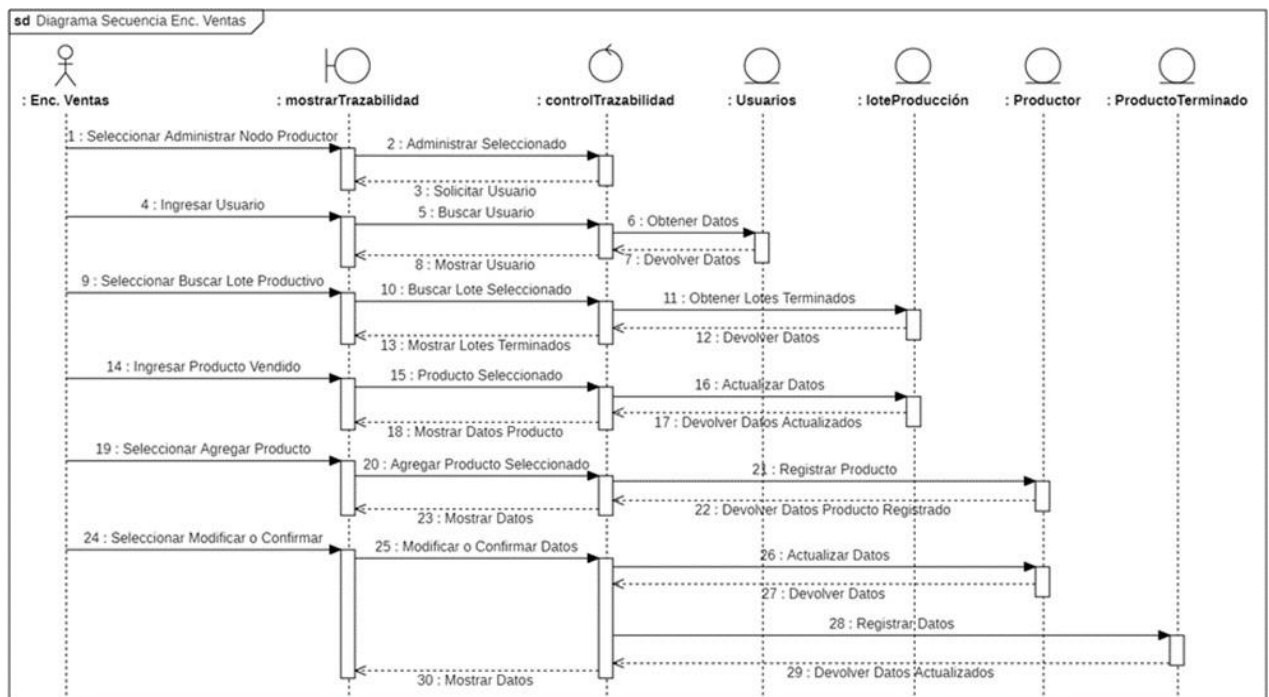 sd Diagrama Secuencia Enc. Ventas
: Enc. Ventas
: mostrarTrazabilidad
: controlTrazabilidad
: Usuarios
: loteProducción
: Productor
: ProductoTerminado
1 : Seleccionar Administrar Nodo Productor
2 : Administrar Seleccionado
3 : Solicitar Usuario
4 : Ingresar Usuario
5 : Buscar Usuario
6 : Obtener Datos
7 : Devolver Datos
8 : Mostrar Usuario
9 : Seleccionar Buscar Lote Productivo
10 : Buscar Lote Seleccionado
11 : Obtener Lotes Terminados
12 : Devolver Datos
13 : Mostrar Lotes Terminados
14 : Ingresar Producto Vendido
15 : Producto Seleccionado
16 : Actualizar Datos
17 : Devolver Datos Actualizados
18 : Mostrar Datos Producto
19 : Seleccionar Agregar Producto
20 : Agregar Producto Seleccionado
21 : Registrar Producto
22 : Devolver Datos Producto Registrado
23 : Mostrar Datos
24 : Seleccionar Modificar o Confirmar
25 : Modificar o Confirmar Datos
26 : Actualizar Datos
27 : Devolver Datos
28 : Registrar Datos
29 : Devolver Datos Actualizados
30 : Mostrar Datos